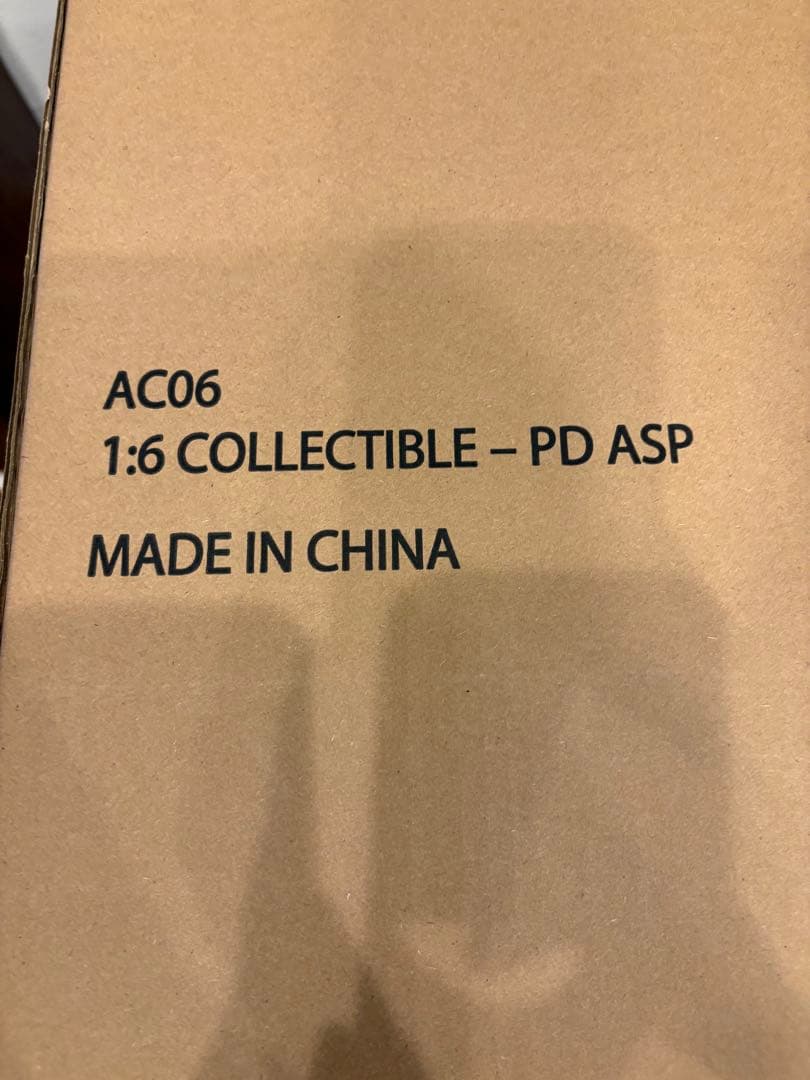 AC06
1:6 COLLECTIBLE – PD ASP
MADE IN CHINA